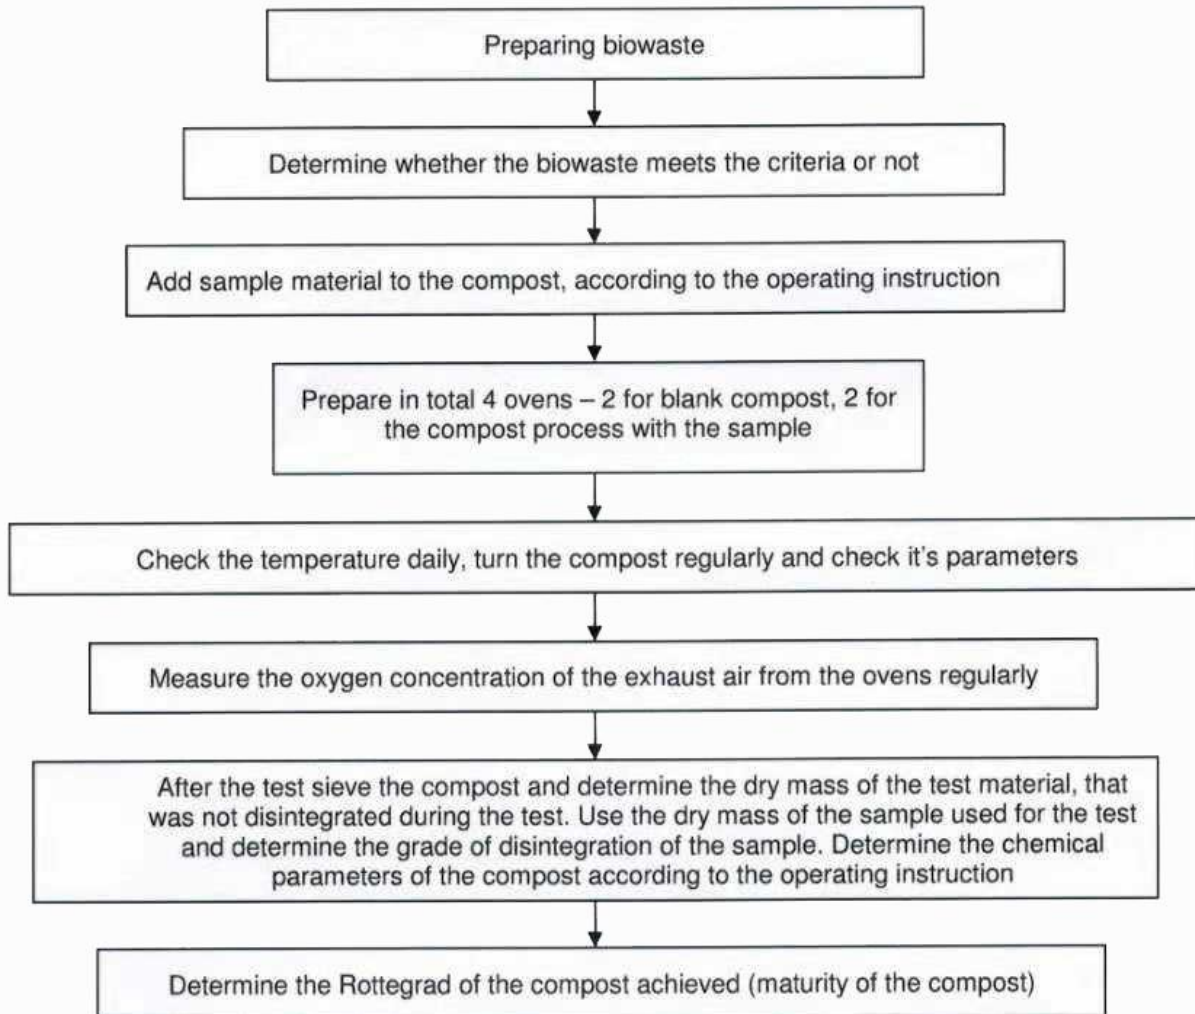 Preparing biowaste
Determine whether the biowaste meets the criteria or not
Add sample material to the compost, according to the operating instruction
Prepare in total 4 ovens – 2 for blank compost, 2 for
the compost process with the sample
Check the temperature daily, turn the compost regularly and check it's parameters
Measure the oxygen concentration of the exhaust air from the ovens regularly
After the test sieve the compost and determine the dry mass of the test material, that
was not disintegrated during the test. Use the dry mass of the sample used for the test
and determine the grade of disintegration of the sample. Determine the chemical
parameters of the compost according to the operating instruction
Determine the Rottegrad of the compost achieved (maturity of the compost)